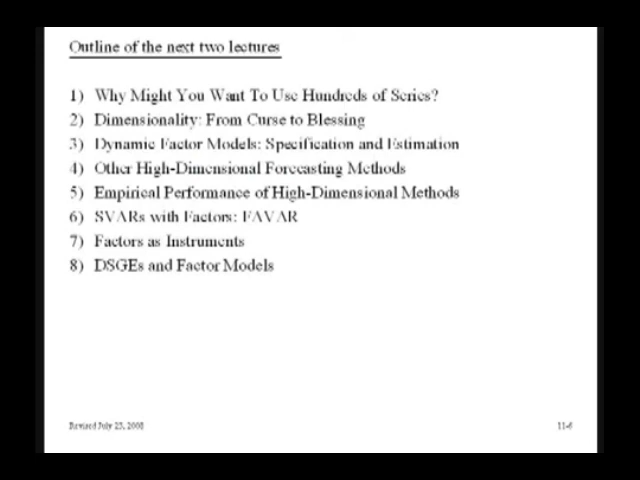 Outline of the next two lectures
1) Why Might You Want To Use Hundreds of Series?
2) Dimensionality: From Curse to Blessing
3) Dynamic Factor Models: Specification and Estimation
4) Other High-Dimensional Forecasting Methods
5) Empirical Performance of High-Dimensional Methods
6) SVARs with Factors: FAVAR
7) Factors as Instruments
8) DSGEs and Factor Models
Revised July 23, 2008
11-6